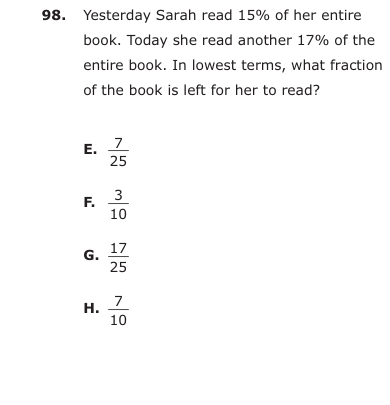 98. Yesterday Sarah read 15% of her entire
book. Today she read another 17% of the
entire book. In lowest terms, what fraction
of the book is left for her to read?
E. 7/25
F. 3/10
G. 17/25
H. 7/10